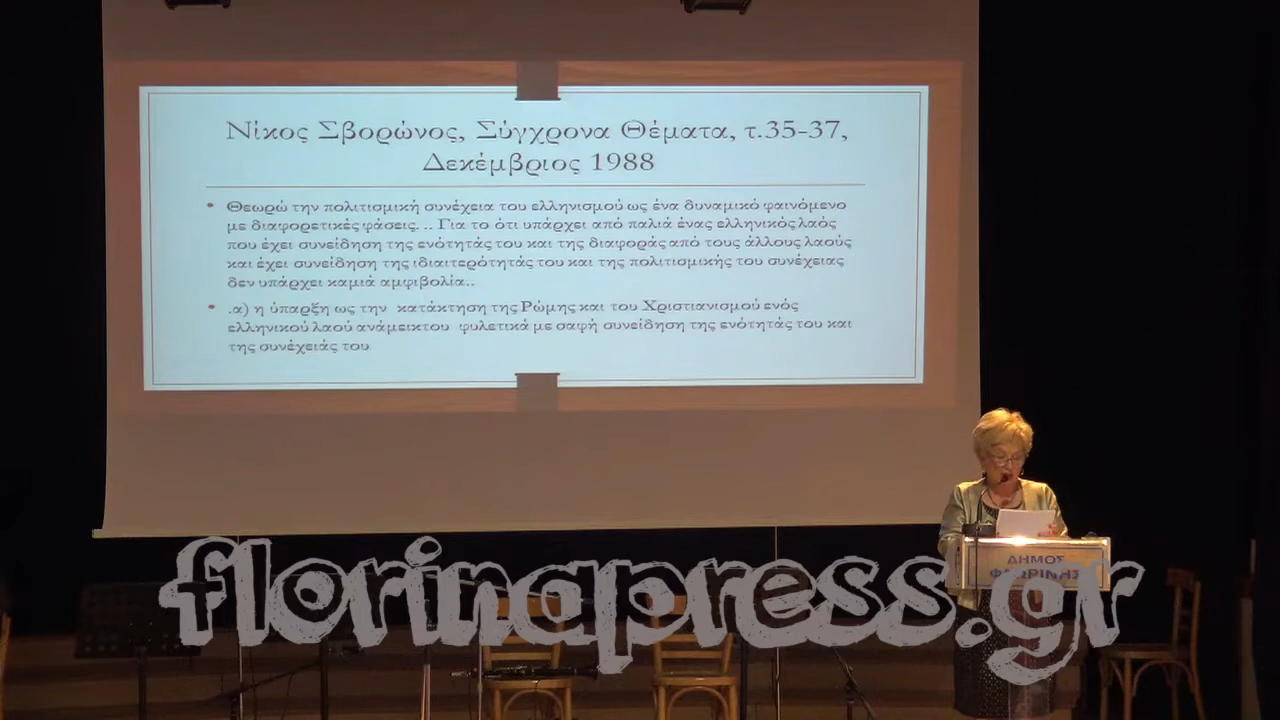 Νίκος Σβορώνος, Σύγχρονα Θέματα, τ.35-37,
Δεκέμβριος 1988
• Θεωρώ την πολιτισμική συνέχεια του ελληνισμού ως ένα δυναμικό φαινόμενο
με διαφορετικές φάσεις. .. Για το ότι υπάρχει από παλιά ένας ελληνικός λαός
που έχει συνείδηση της ενότητάς του και της διαφοράς από τους άλλους λαούς
και έχει συνείδηση της ιδιαιτερότητάς του και της πολιτισμικής του συνέχειας
δεν υπάρχει καμιά αμφιβολία..
• .α) η ύπαρξη ως την κατάκτηση της Ρώμης και του Χριστιανισμού ενός
ελληνικού λαού ανάμεικτου φυλετικά με σαφή συνείδηση της ενότητάς του και
της συνέχειάς του
ΔΗΜΟΣ
ΦΛΩΡΙΝΗΣ
florinapress.gr